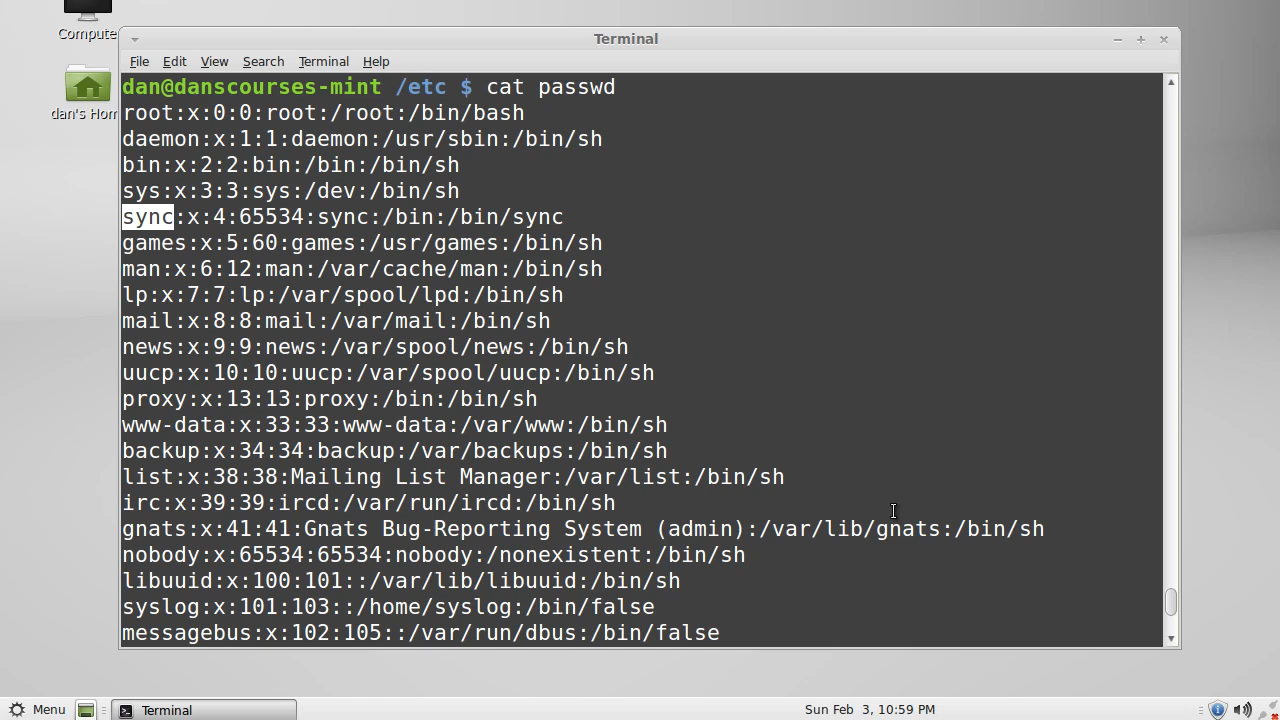 Compute
dan's Hom
Terminal
File Edit View Search Terminal Help
dan@danscourses-mint /etc $ cat passwd
root:x:0:0:root:/root:/bin/bash
daemon:x:1:1:daemon:/usr/sbin:/bin/sh
bin:x:2:2:bin:/bin:/bin/sh
sys:x:3:3:sys:/dev:/bin/sh
sync:x:4:65534:sync:/bin:/bin/sync
games:x:5:60:games:/usr/games:/bin/sh
man:x:6:12:man:/var/cache/man:/bin/sh
lp:x:7:7:lp:/var/spool/lpd:/bin/sh
mail:x:8:8:mail:/var/mail:/bin/sh
news:x:9:9:news:/var/spool/news:/bin/sh
uucp:x:10:10:uucp:/var/spool/uucp:/bin/sh
proxy:x:13:13:proxy:/bin:/bin/sh
www-data:x:33:33:www-data:/var/www:/bin/sh
backup:x:34:34:backup:/var/backups:/bin/sh
list:x:38:38:Mailing List Manager:/var/list:/bin/sh
irc:x:39:39:ircd:/var/run/ircd:/bin/sh
gnats:x:41:41:Gnats Bug-Reporting System (admin):/var/lib/gnats:/bin/sh
nobody:x:65534:65534:nobody:/nonexistent:/bin/sh
libuuid:x:100:101::/var/lib/libuuid:/bin/sh
syslog:x:101:103::/home/syslog:/bin/false
messagebus:x:102:105::/var/run/dbus:/bin/false
Menu Terminal Sun Feb 3, 10:59 PM